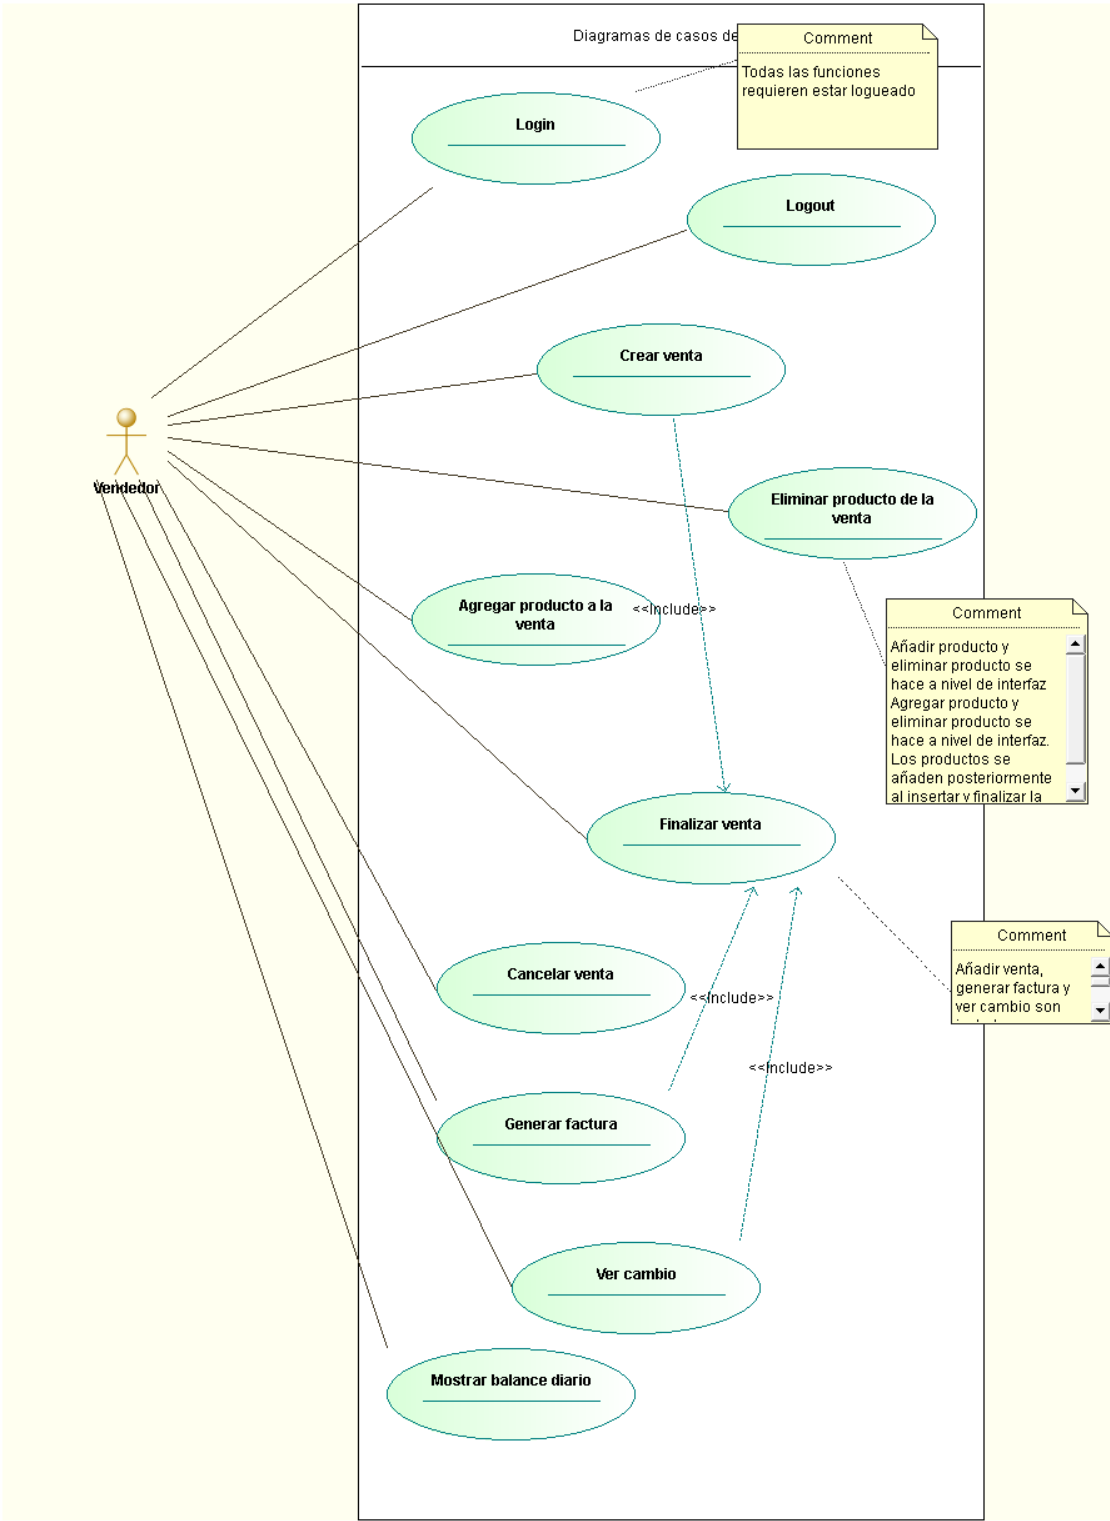 Diagramas de casos de
Comment
Todas las funciones
requieren estar logueado
Login
Logout
Crear venta
Vendedor
Eliminar producto de la
venta
Agregar producto a la
venta
<<Include>>
Comment
Añadir producto y
eliminar producto se
hace a nivel de interfaz
Agregar producto y
eliminar producto se
hace a nivel de interfaz.
Los productos se
añaden posteriormente
al insertar y finalizar la
Finalizar venta
Comment
Añadir venta,
generar factura y
ver cambio son
Cancelar venta
<<Include>>
<<Include>>
Generar factura
Ver cambio
Mostrar balance diario